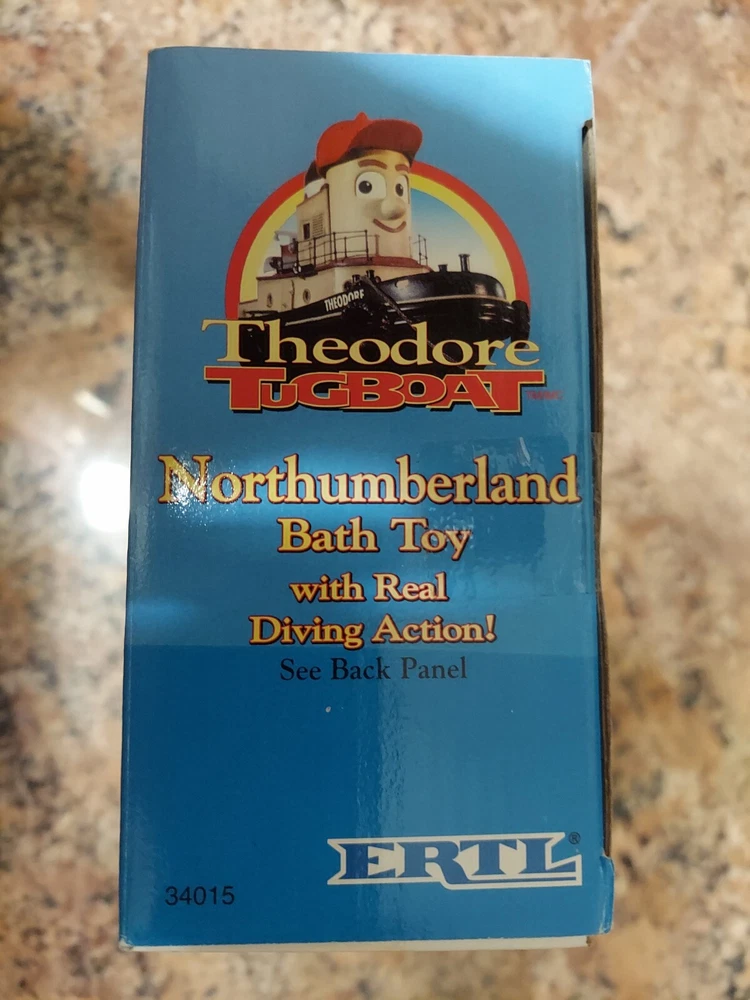 THEODORE
Theodore
TUGBOAT
Northumberland
Bath Toy
with Real
Diving Action!
See Back Panel
ERTL®
34015